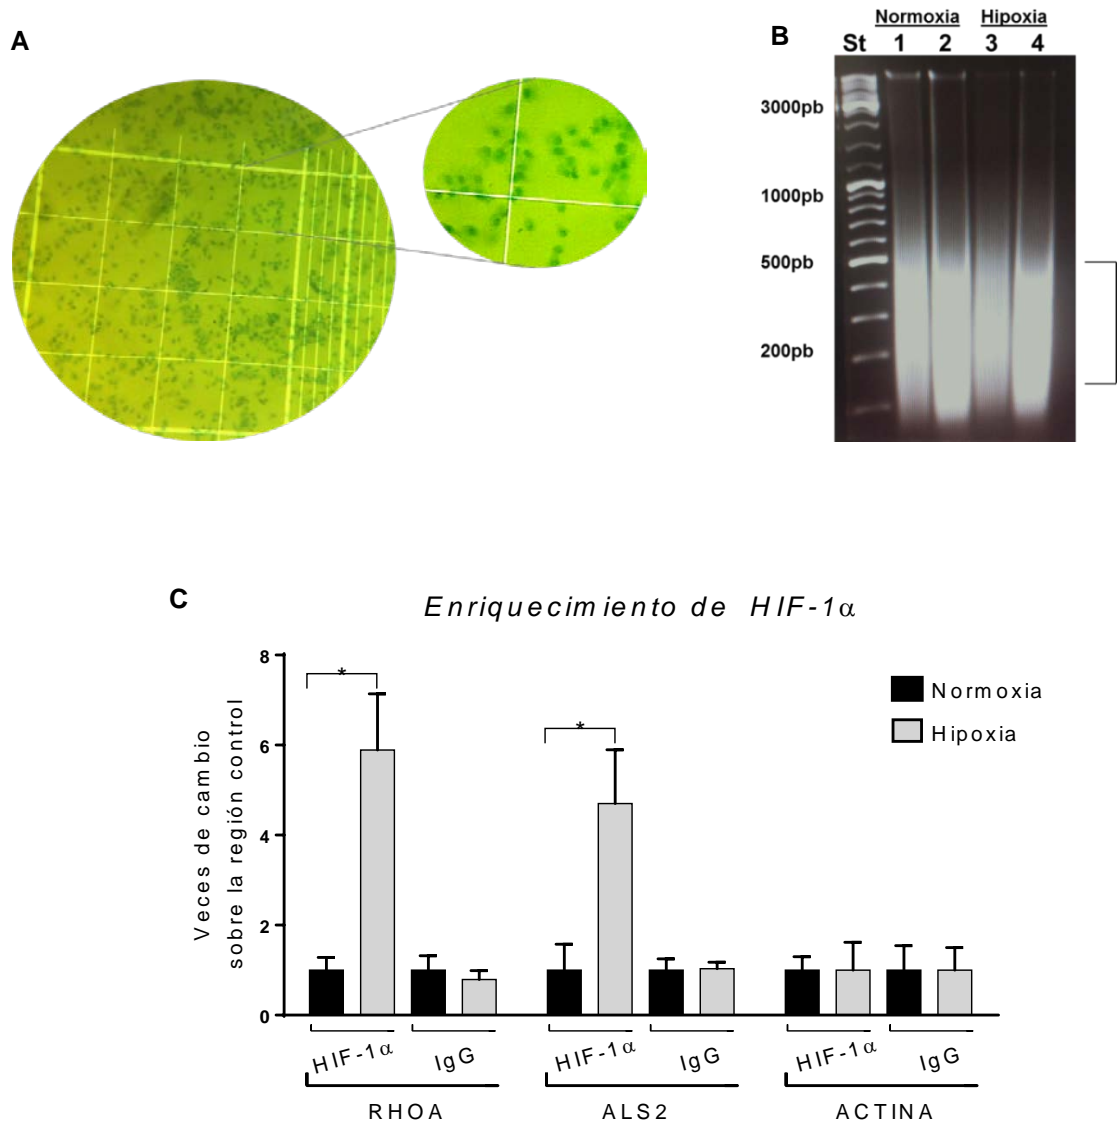 A
B
Normoxia Hipoxia
St 1 2 3 4
3000pb
1000pb
500pb
200pb
C
Enriquecimiento de HIF-1α
Veces de cambio
sobre la región control
8
6
4
2
0
*
*
Normoxia
Hipoxia
HIF-1α IgG HIF-1α IgG HIF-1α IgG
RHOA ALS2 ACTINA